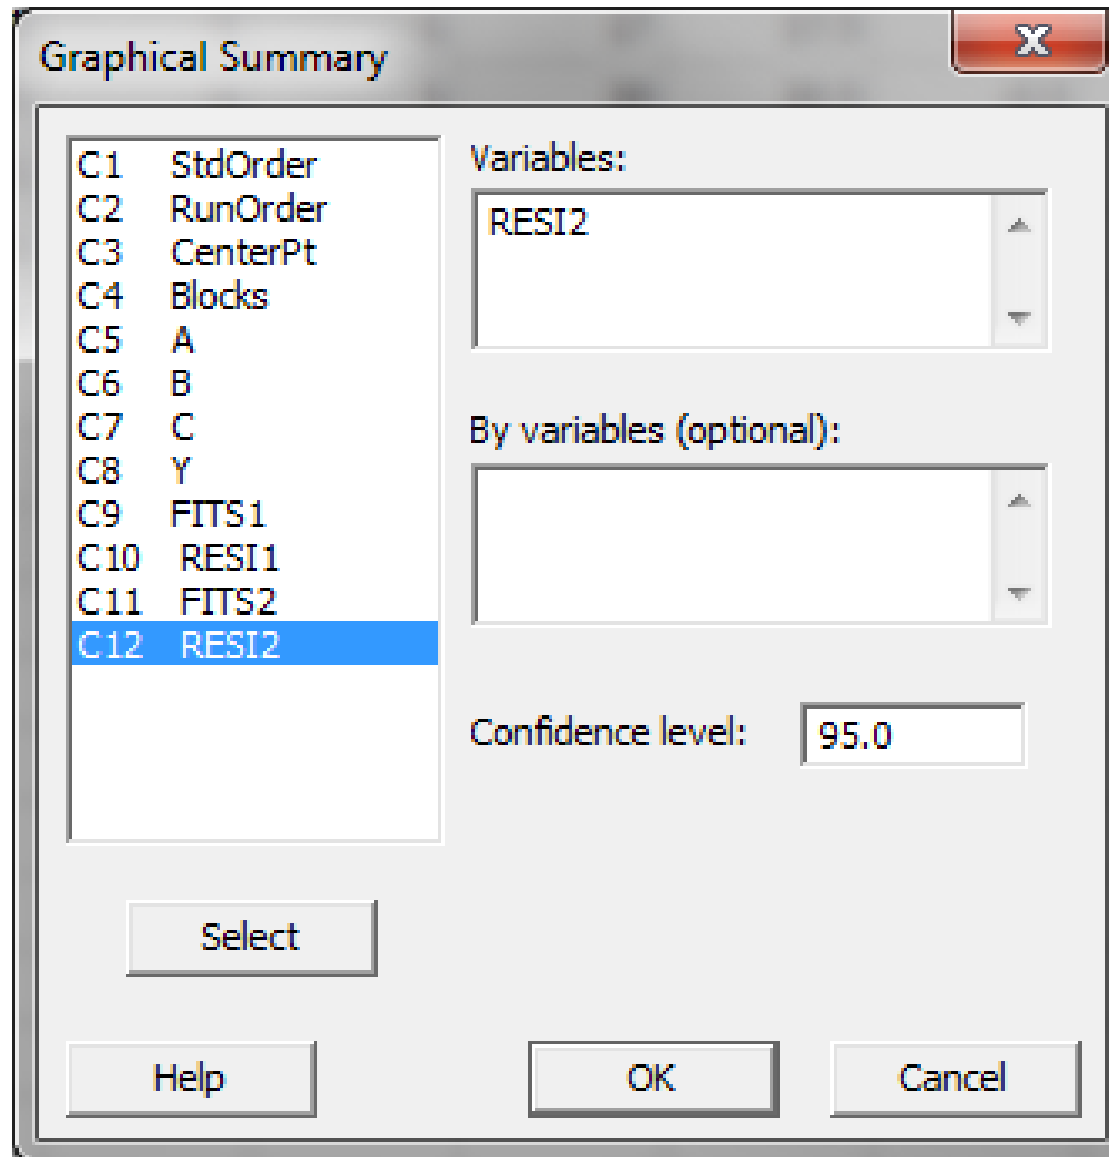 Graphical Summary
C1 StdOrder
C2 RunOrder
C3 CenterPt
C4 Blocks
C5 A
C6 B
C7 C
C8 Y
C9 FITS1
C10 RESI1
C11 FITS2
C12 RESI2
Select
Variables:
RESI2
By variables (optional):
Confidence level: 95.0
Help OK Cancel